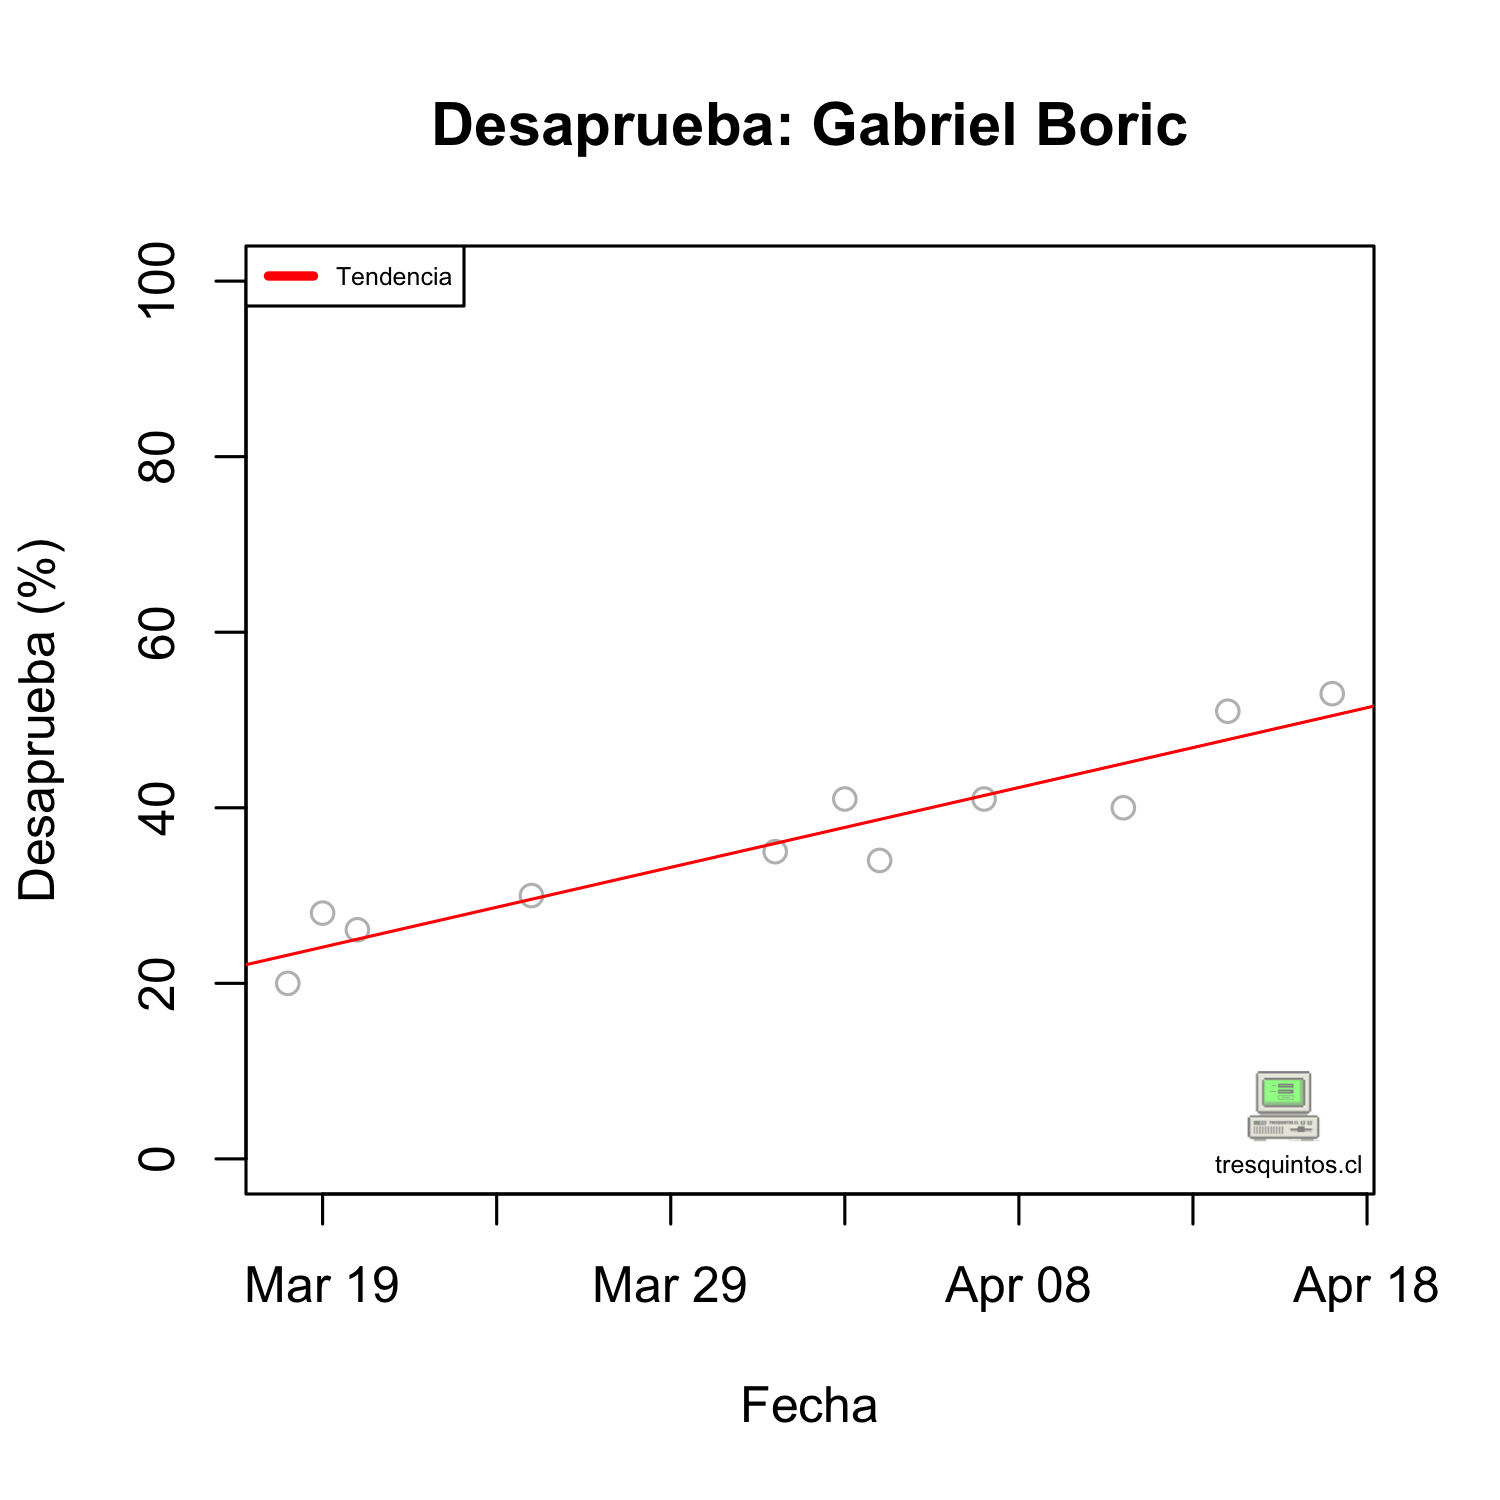 Desaprueba: Gabriel Boric
Tendencia
Desaprueba (%)
100
80
60
40
20
0
tresquintos.cl
Mar 19
Mar 29
Apr 08
Apr 18
Fecha